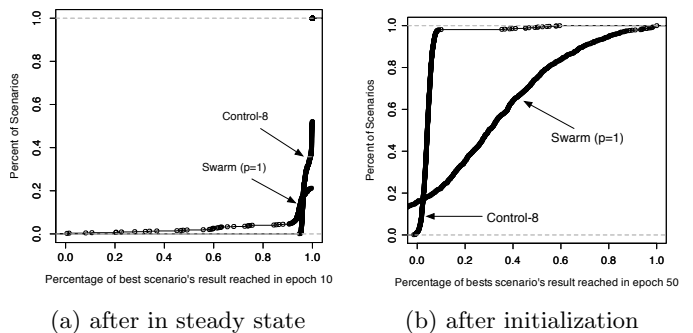 Percent of Scenarios
1.0
0.8
0.6
0.4
0.2
0.0
Control-8
Swarm (p=1)
0.0 0.2 0.4 0.6 0.8 1.0
Percentage of best scenario's result reached in epoch 10
(a) after in steady state
Percent of Scenarios
1.0
0.8
0.6
0.4
0.2
0.0
Swarm (p=1)
Control-8
0.0 0.2 0.4 0.6 0.8 1.0
Percentage of bests scenario's result reached in epoch 50
(b) after initialization